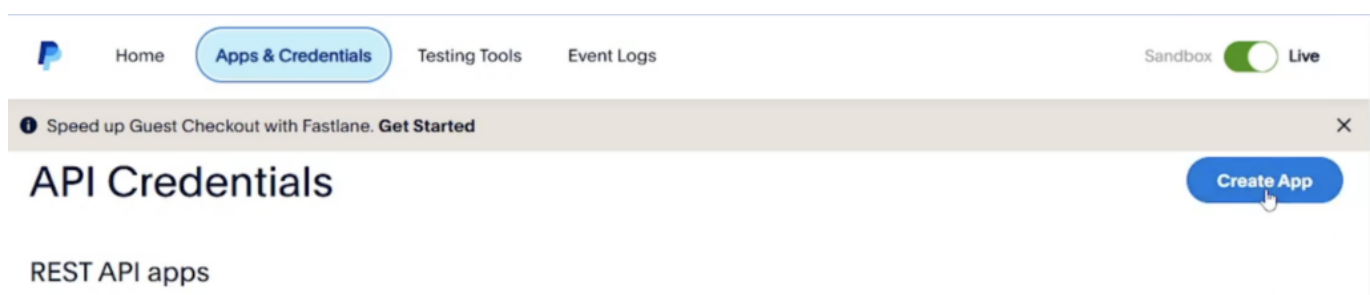 Home Apps & Credentials Testing Tools Event Logs Sandbox Live
Speed up Guest Checkout with Fastlane. Get Started
API Credentials Create App
REST API apps